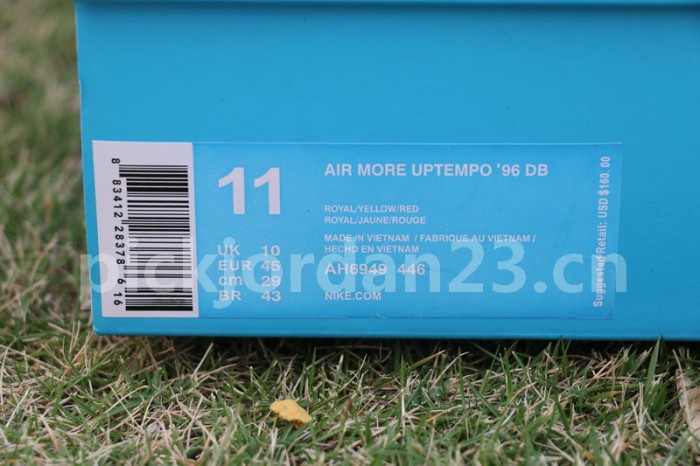 11
AIR MORE UPTEMPO '96 DB
ROYAL/YELLOW/RED
ROYAL/JAUNE/ROUGE
MADE IN VIETNAM / FABRIQUE AU VIETNAM /
HECHO EN VIETNAM
UK 10
EUR 45
cm 29
BR 43
AH6949 446
NIKE.COM
Suggested Retail: USD $160.00
8 83412 28378 6 16
pickjordan23.cn